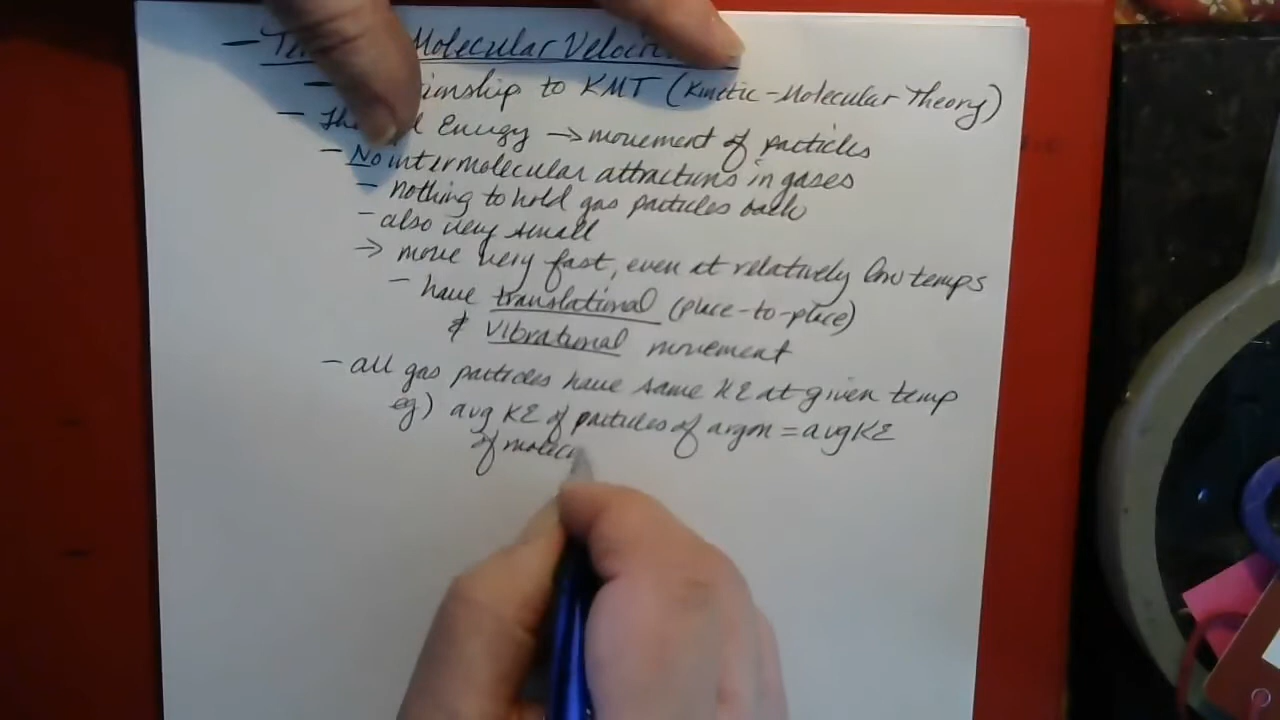 - Molecular
- to KMT (Kinetic-Molecular Theory)
- Energy → movement of particles
- No intermolecular attractions in gases
- nothing to hold gas particles back
- also very small
→ move very fast, even at relatively low temps
- have translational (place-to-place)
& vibrational movement
- all gas particles have same KE at given temp
eg) avg KE of particles of argon = avg KE
of molecu